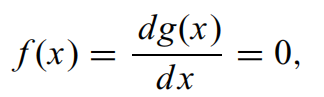 f(x) = dg(x)/dx = 0,